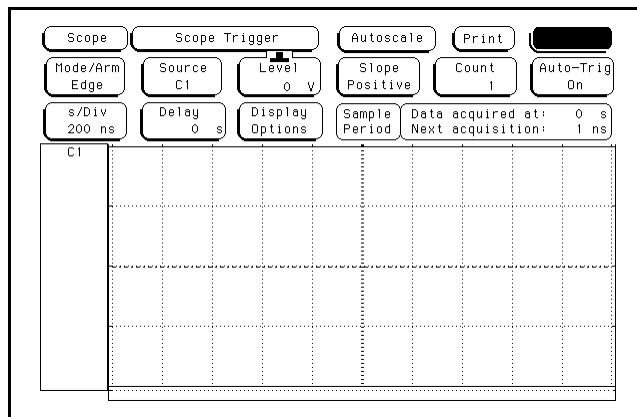 Scope Scope Trigger Autoscale Print
Mode/Arm Source Level Slope Count Auto-Trig
Edge C1 0 V Positive 1 On
s/Div Delay Display Sample Data acquired at: 0 s
200 ns 0 s Options Period Next acquisition: 1 ns
C1